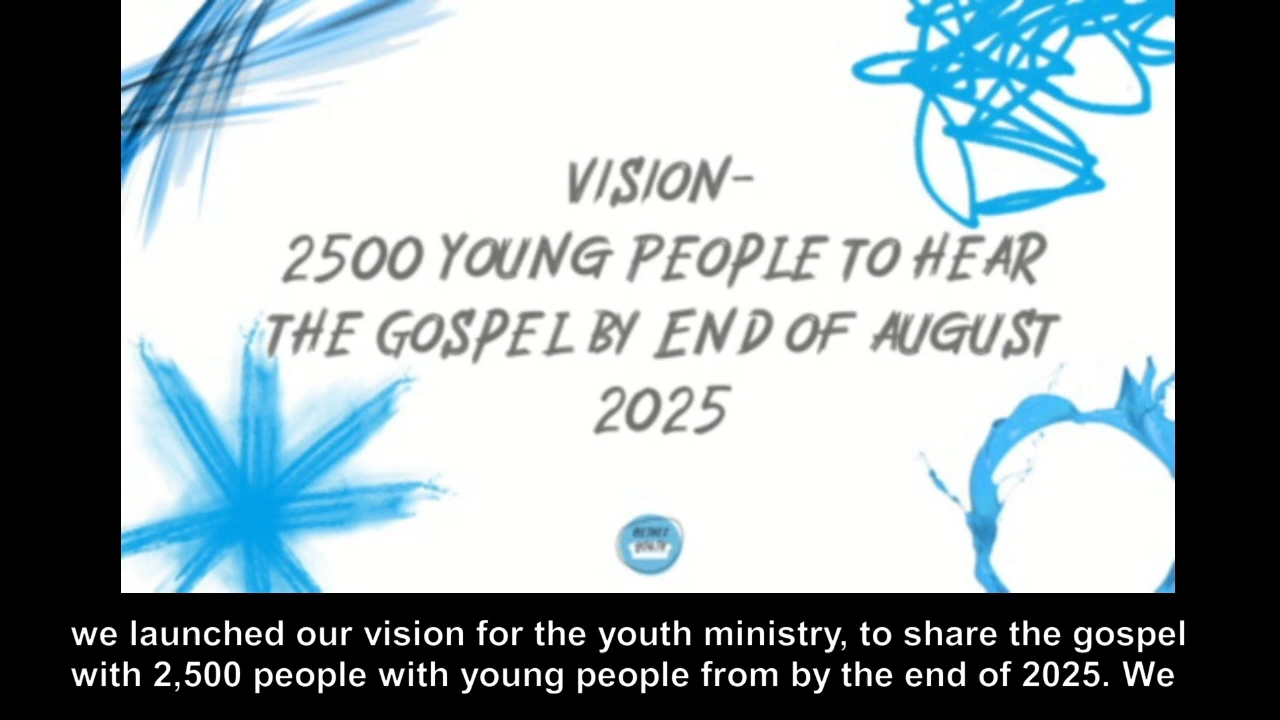 VISION-
2500 YOUNG PEOPLE TO HEAR
THE GOSPEL BY END OF AUGUST
2025
we launched our vision for the youth ministry, to share the gospel
with 2,500 people with young people from by the end of 2025. We